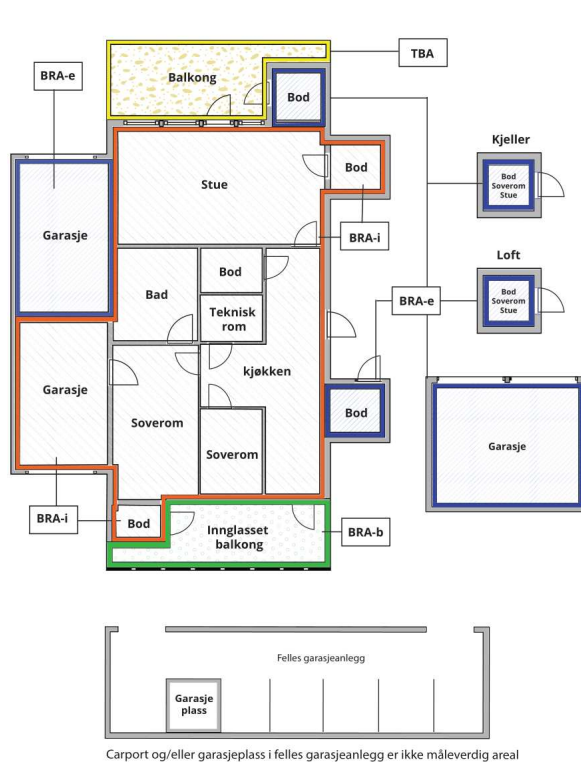 TBA
BRA-e
Balkong
Bod
Kjeller
Bod
Soverom
Stue
Stue
Bod
Garasje
BRA-i
Loft
Bod
Bad
Bod
Soverom
Stue
BRA-e
Teknisk
rom
kjøkken
Garasje
Bod
Soverom
Garasje
Soverom
BRA-i
Bod
Innglasset
balkong
BRA-b
Felles garasjeanlegg
Garasje
plass
Carport og/eller garasjeplass i felles garasjeanlegg er ikke måleverdig areal